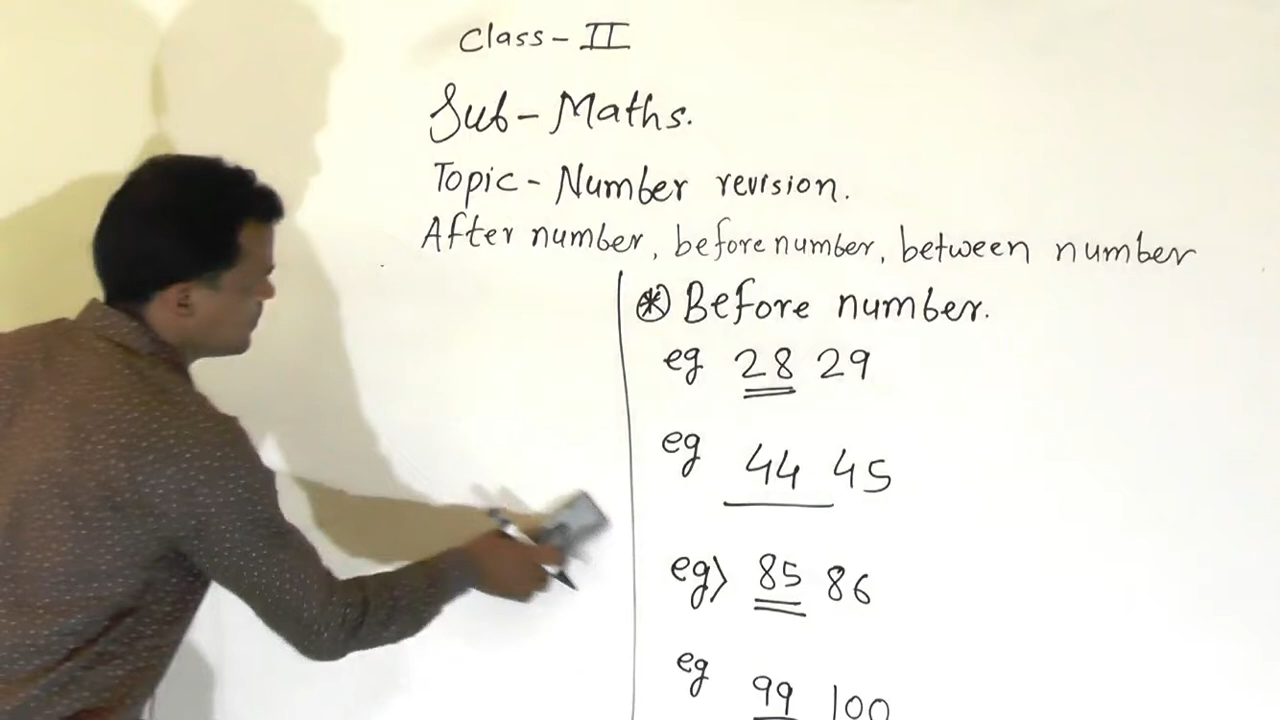 Class - II
Sub - Maths.
Topic - Number revision.
After number, before number, between number
* Before number.
eg 28 29
eg 44 45
eg) 85 86
eg 99 100